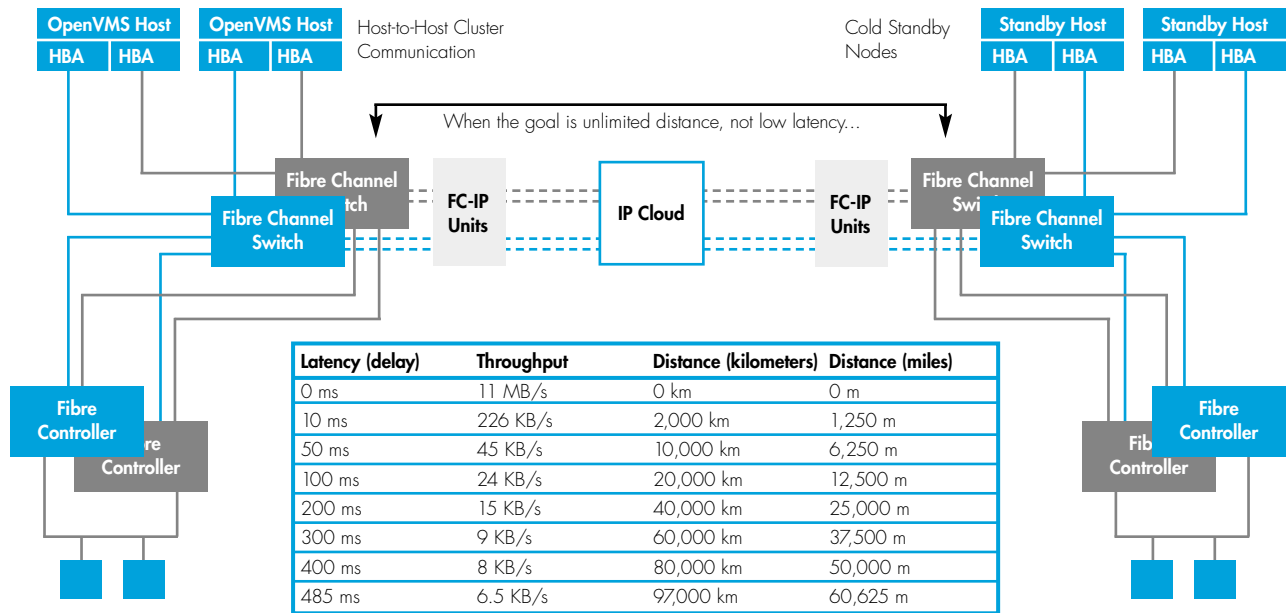 OpenVMS Host
HBA HBA
OpenVMS Host
HBA HBA
Host-to-Host Cluster
Communication
Cold Standby
Nodes
Standby Host
HBA HBA
Standby Host
HBA HBA
When the goal is unlimited distance, not low latency...
Fibre Channel
Fibre Channel
Switch
FC-IP
Units
IP Cloud
FC-IP
Units
Fibre Channel
Fibre Channel
Switch
Latency (delay) Throughput Distance (kilometers) Distance (miles)
0 ms 11 MB/s 0 km 0 m
10 ms 226 KB/s 2,000 km 1,250 m
50 ms 45 KB/s 10,000 km 6,250 m
100 ms 24 KB/s 20,000 km 12,500 m
200 ms 15 KB/s 40,000 km 25,000 m
300 ms 9 KB/s 60,000 km 37,500 m
400 ms 8 KB/s 80,000 km 50,000 m
485 ms 6.5 KB/s 97,000 km 60,625 m
Fibre
Controller
Controller
Fibre
Controller
Controller